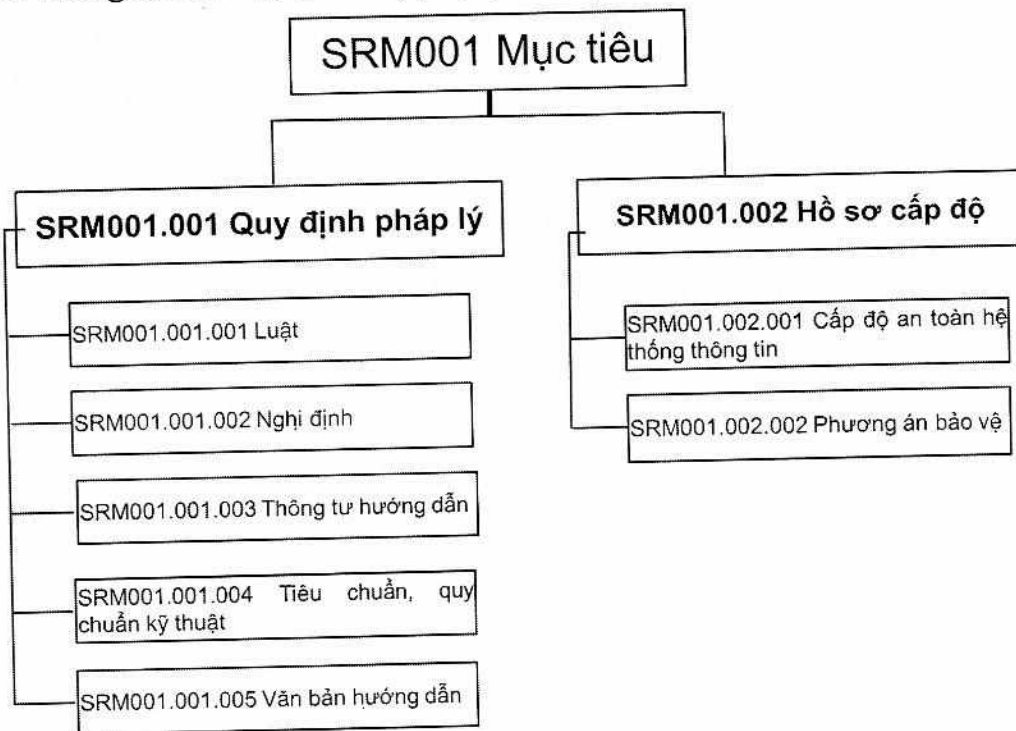 SRM001 Mục tiêu
SRM001.001 Quy định pháp lý
SRM001.001.001 Luật
SRM001.001.002 Nghị định
SRM001.001.003 Thông tư hướng dẫn
SRM001.001.004 Tiêu chuẩn, quy
chuẩn kỹ thuật
SRM001.001.005 Văn bản hướng dẫn
SRM001.002 Hồ sơ cấp độ
SRM001.002.001 Cấp độ an toàn hệ
thống thông tin
SRM001.002.002 Phương án bảo vệ